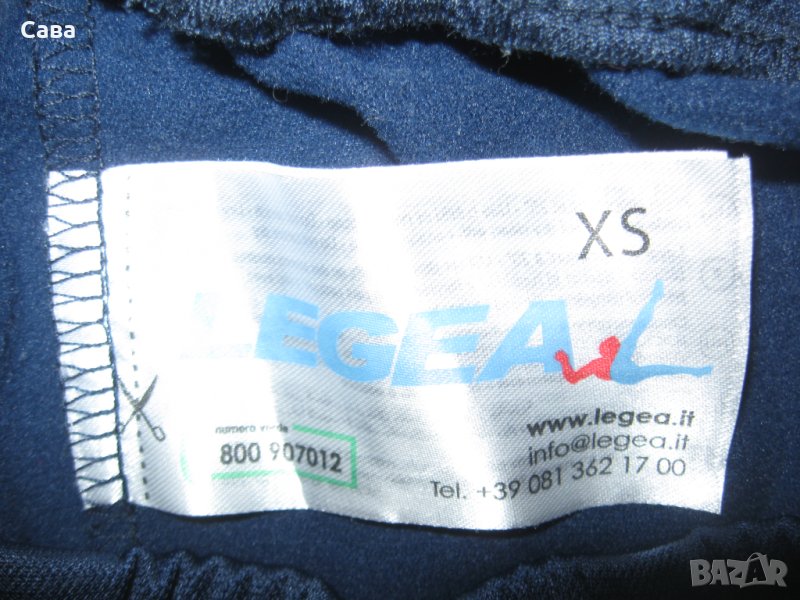 Сава
XS
LEGEA
www.legea.it
info@legea.it
Tel. +39 081 362 17 00
numero verde
800 907012
BAZAR